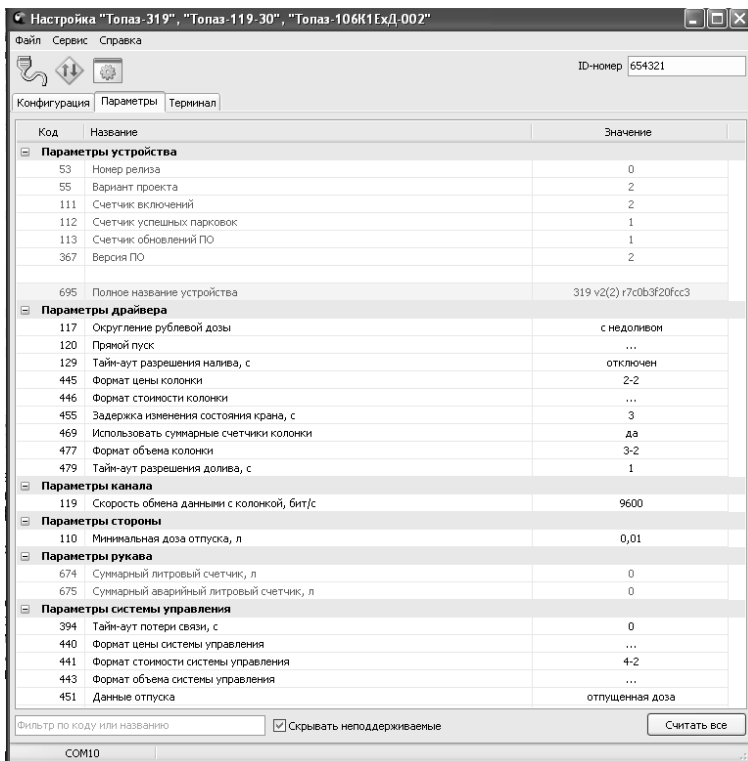 Настройка "Топаз-319", "Топаз-119-30", "Топаз-106К1ЕхД-002"
Файл Сервис Справка
ID-номер 654321
Конфигурация Параметры Терминал
Код Название Значение
Параметры устройства
53 Номер релиза 0
55 Вариант проекта 2
111 Счетчик включений 2
112 Счетчик успешных парковок 1
113 Счетчик обновлений ПО 1
367 Версия ПО 2
695 Полное название устройства 319 v2(2) r7c0b3f20fcc3
Параметры драйвера
117 Округление рублевой дозы с недоливом
120 Прямой пуск ...
129 Тайм-аут разрешения налива, с отключен
445 Формат цены колонки 2-2
446 Формат стоимости колонки ...
455 Задержка изменения состояния крана, с 3
469 Использовать суммарные счетчики колонки да
477 Формат объема колонки 3-2
479 Тайм-аут разрешения долива, с 1
Параметры канала
119 Скорость обмена данными с колонкой, бит/с 9600
Параметры стороны
110 Минимальная доза отпуска, л 0,01
Параметры рукава
674 Суммарный литровый счетчик, л 0
675 Суммарный аварийный литровый счетчик, л 0
Параметры системы управления
394 Тайм-аут потери связи, с 0
440 Формат цены системы управления ...
441 Формат стоимости системы управления 4-2
443 Формат объема системы управления ...
451 Данные отпуска отпущенная доза
Фильтр по коду или названию Скрывать неподдерживаемые Считать все
COM10